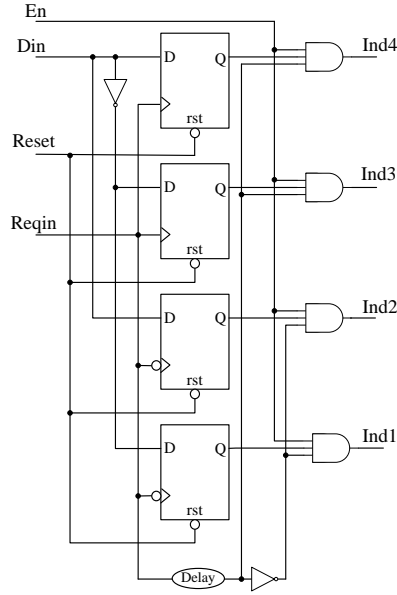 En
Din
D
Q
Ind4
rst
Reset
D
Q
Ind3
Reqin
rst
D
Q
Ind2
rst
D
Q
Ind1
rst
Delay